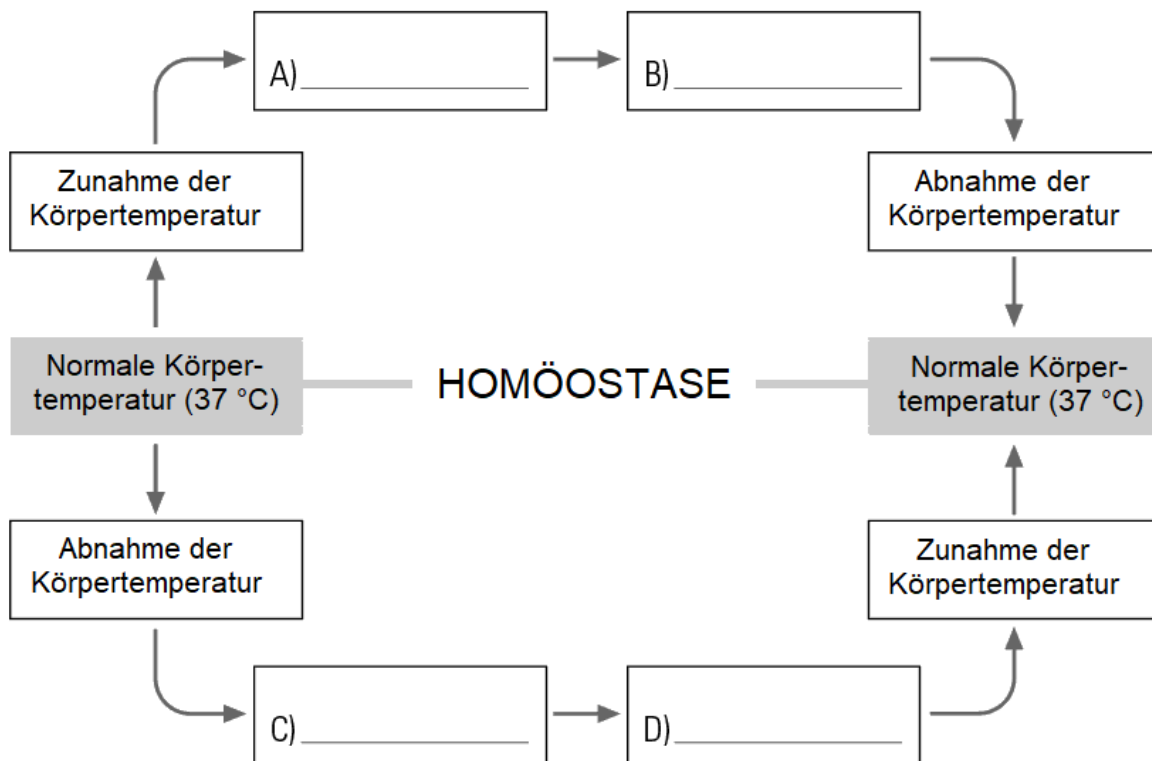 A)
B)
Zunahme der
Körpertemperatur
Abnahme der
Körpertemperatur
Normale Körper-
temperatur (37 °C)
HOMÖOSTASE
Normale Körper-
temperatur (37 °C)
Abnahme der
Körpertemperatur
Zunahme der
Körpertemperatur
C)
D)